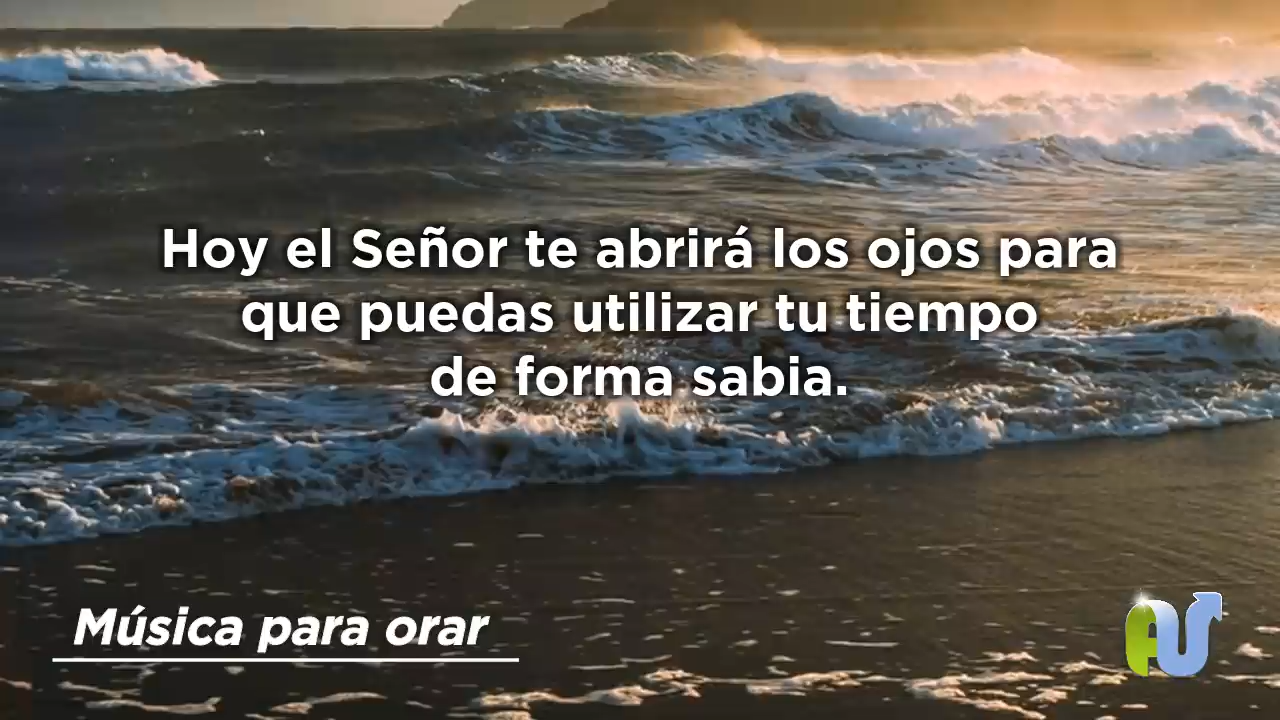 Hoy el Señor te abrirá los ojos para
que puedas utilizar tu tiempo
de forma sabia.
Música para orar
AU